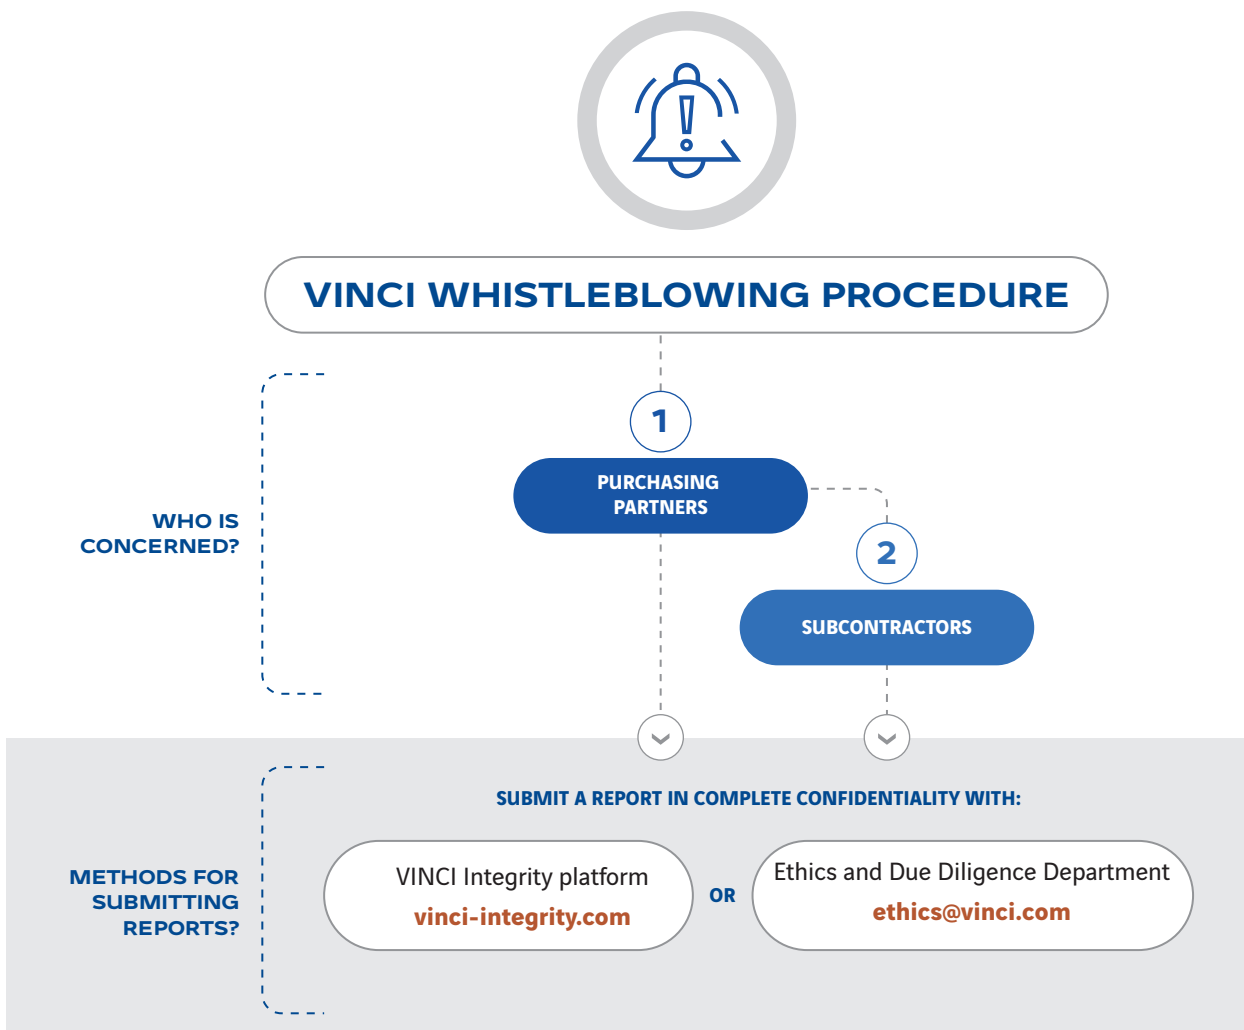 VINCI WHISTLEBLOWING PROCEDURE
1
PURCHASING
PARTNERS
WHO IS
CONCERNED?
2
SUBCONTRACTORS
SUBMIT A REPORT IN COMPLETE CONFIDENTIALITY WITH:
METHODS FOR
SUBMITTING
REPORTS?
VINCI Integrity platform
vinci-integrity.com
OR
Ethics and Due Diligence Department
ethics@vinci.com